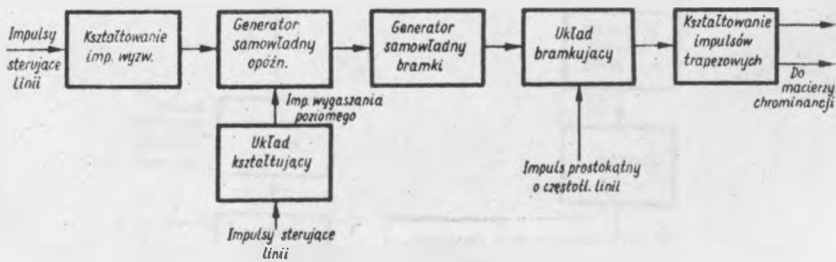 Impulsy
sterujące
linii
Kształtowanie
imp. wyzw.
Generator
samowładny
opóźn.
Generator
samowładny
bramki
Układ
bramkujący
Kształtowanie
impulsów
trapezowych
Do
macierzy
chrominancji
Imp. wygaszania
poziomego
Układ
kształtujący
Impulsy sterujące
linii
Impuls prostokątny
o częstotl. linii